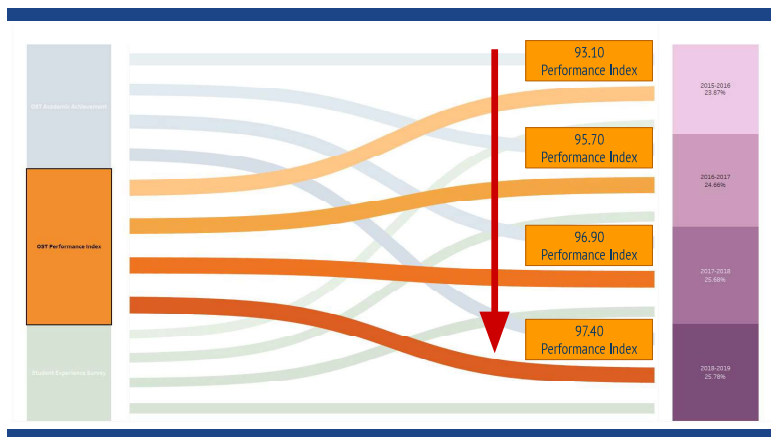 OST Academic Achievement
OST Performance Index
Student Experience Survey
93.10
Performance Index
95.70
Performance Index
96.90
Performance Index
97.40
Performance Index
2015-2016
23.87%
2016-2017
24.66%
2017-2018
25.68%
2018-2019
25.78%